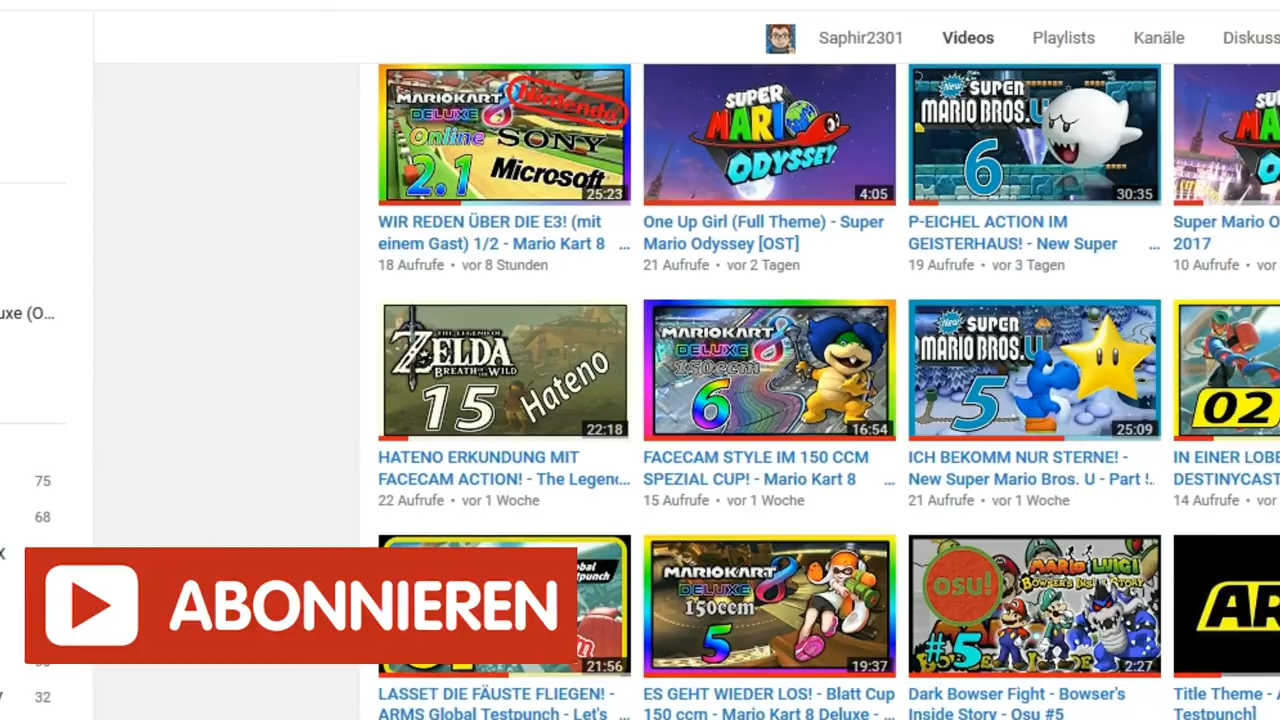 Saphir2301 Videos Playlists Kanäle Diskuss
MARIOKART 8
DELUXE
Nintendo
Online SONY
2.1 Microsoft
25:23
SUPER
MARIO
ODYSSEY
4:05
New SUPER
MARIO BROS. U
6
30:35
WIR REDEN ÜBER DIE E3! (mit
einem Gast) 1/2 - Mario Kart 8 ...
18 Aufrufe • vor 8 Stunden
One Up Girl (Full Theme) - Super
Mario Odyssey [OST]
21 Aufrufe • vor 2 Tagen
P-EICHEL ACTION IM
GEISTERHAUS! - New Super ...
19 Aufrufe • vor 3 Tagen
Super Mario O
2017
10 Aufrufe • vor
uxe (O...
THE LEGEND OF
ZELDA
BREATH OF THE WILD
15 Hateno
22:18
MARIOKART 8
DELUXE
150ccm
6
16:54
New SUPER
MARIO BROS. U
5
25:09
02
HATENO ERKUNDUNG MIT
FACECAM ACTION! - The Legend...
22 Aufrufe • vor 1 Woche
FACECAM STYLE IM 150 CCM
SPEZIAL CUP! - Mario Kart 8 ...
15 Aufrufe • vor 1 Woche
ICH BEKOMM NUR STERNE! -
New Super Mario Bros. U - Part !..
21 Aufrufe • vor 1 Woche
IN EINER LOBE
DESTINYCAST
14 Aufrufe • vor
75
68
X
ABONNIEREN
21:56
MARIOKART 8
DELUXE
150ccm
5
19:37
osu!
MARIO & LUIGI
BOWSER'S INSIDE STORY
#5
2:27
AR
32
LASSET DIE FÄUSTE FLIEGEN! -
ARMS Global Testpunch - Let's ...
ES GEHT WIEDER LOS! - Blatt Cup
150 ccm - Mario Kart 8 Deluxe - ...
Dark Bowser Fight - Bowser's
Inside Story - Osu #5
Title Theme - A
Testpunch]